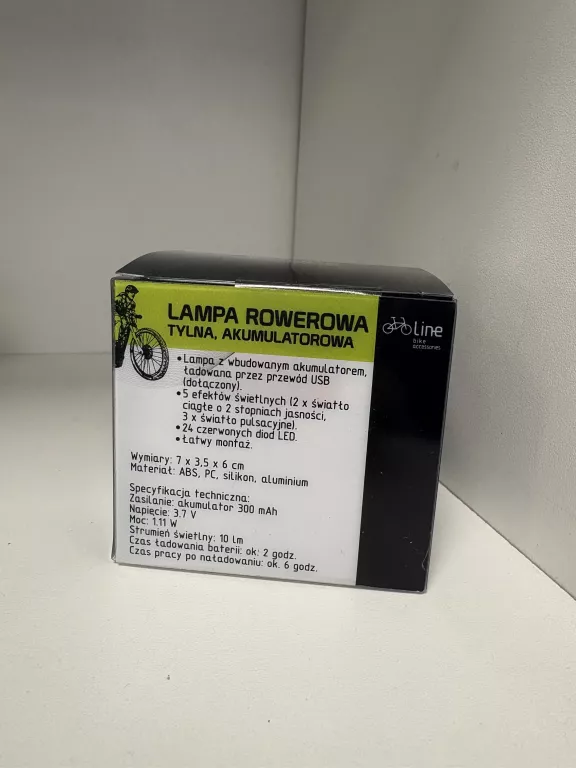 LAMPA ROWEROWA
TYLNA, AKUMULATOROWA
line
bike
accessories
•Lampa z wbudowanym akumulatorem,
ładowana przez przewód USB
(dołączony).
•5 efektów świetlnych (2 x światło
ciągłe o 2 stopniach jasności,
3 x światło pulsacyjne).
•24 czerwonych diod LED.
•Łatwy montaż.
Wymiary: 7 x 3,5 x 6 cm
Materiał: ABS, PC, silikon, aluminium
Specyfikacja techniczna:
Zasilanie: akumulator 300 mAh
Napięcie: 3.7 V
Moc: 1.11 W
Strumień świetlny: 10 lm
Czas ładowania baterii: ok: 2 godz.
Czas pracy po naładowaniu: ok. 6 godz.